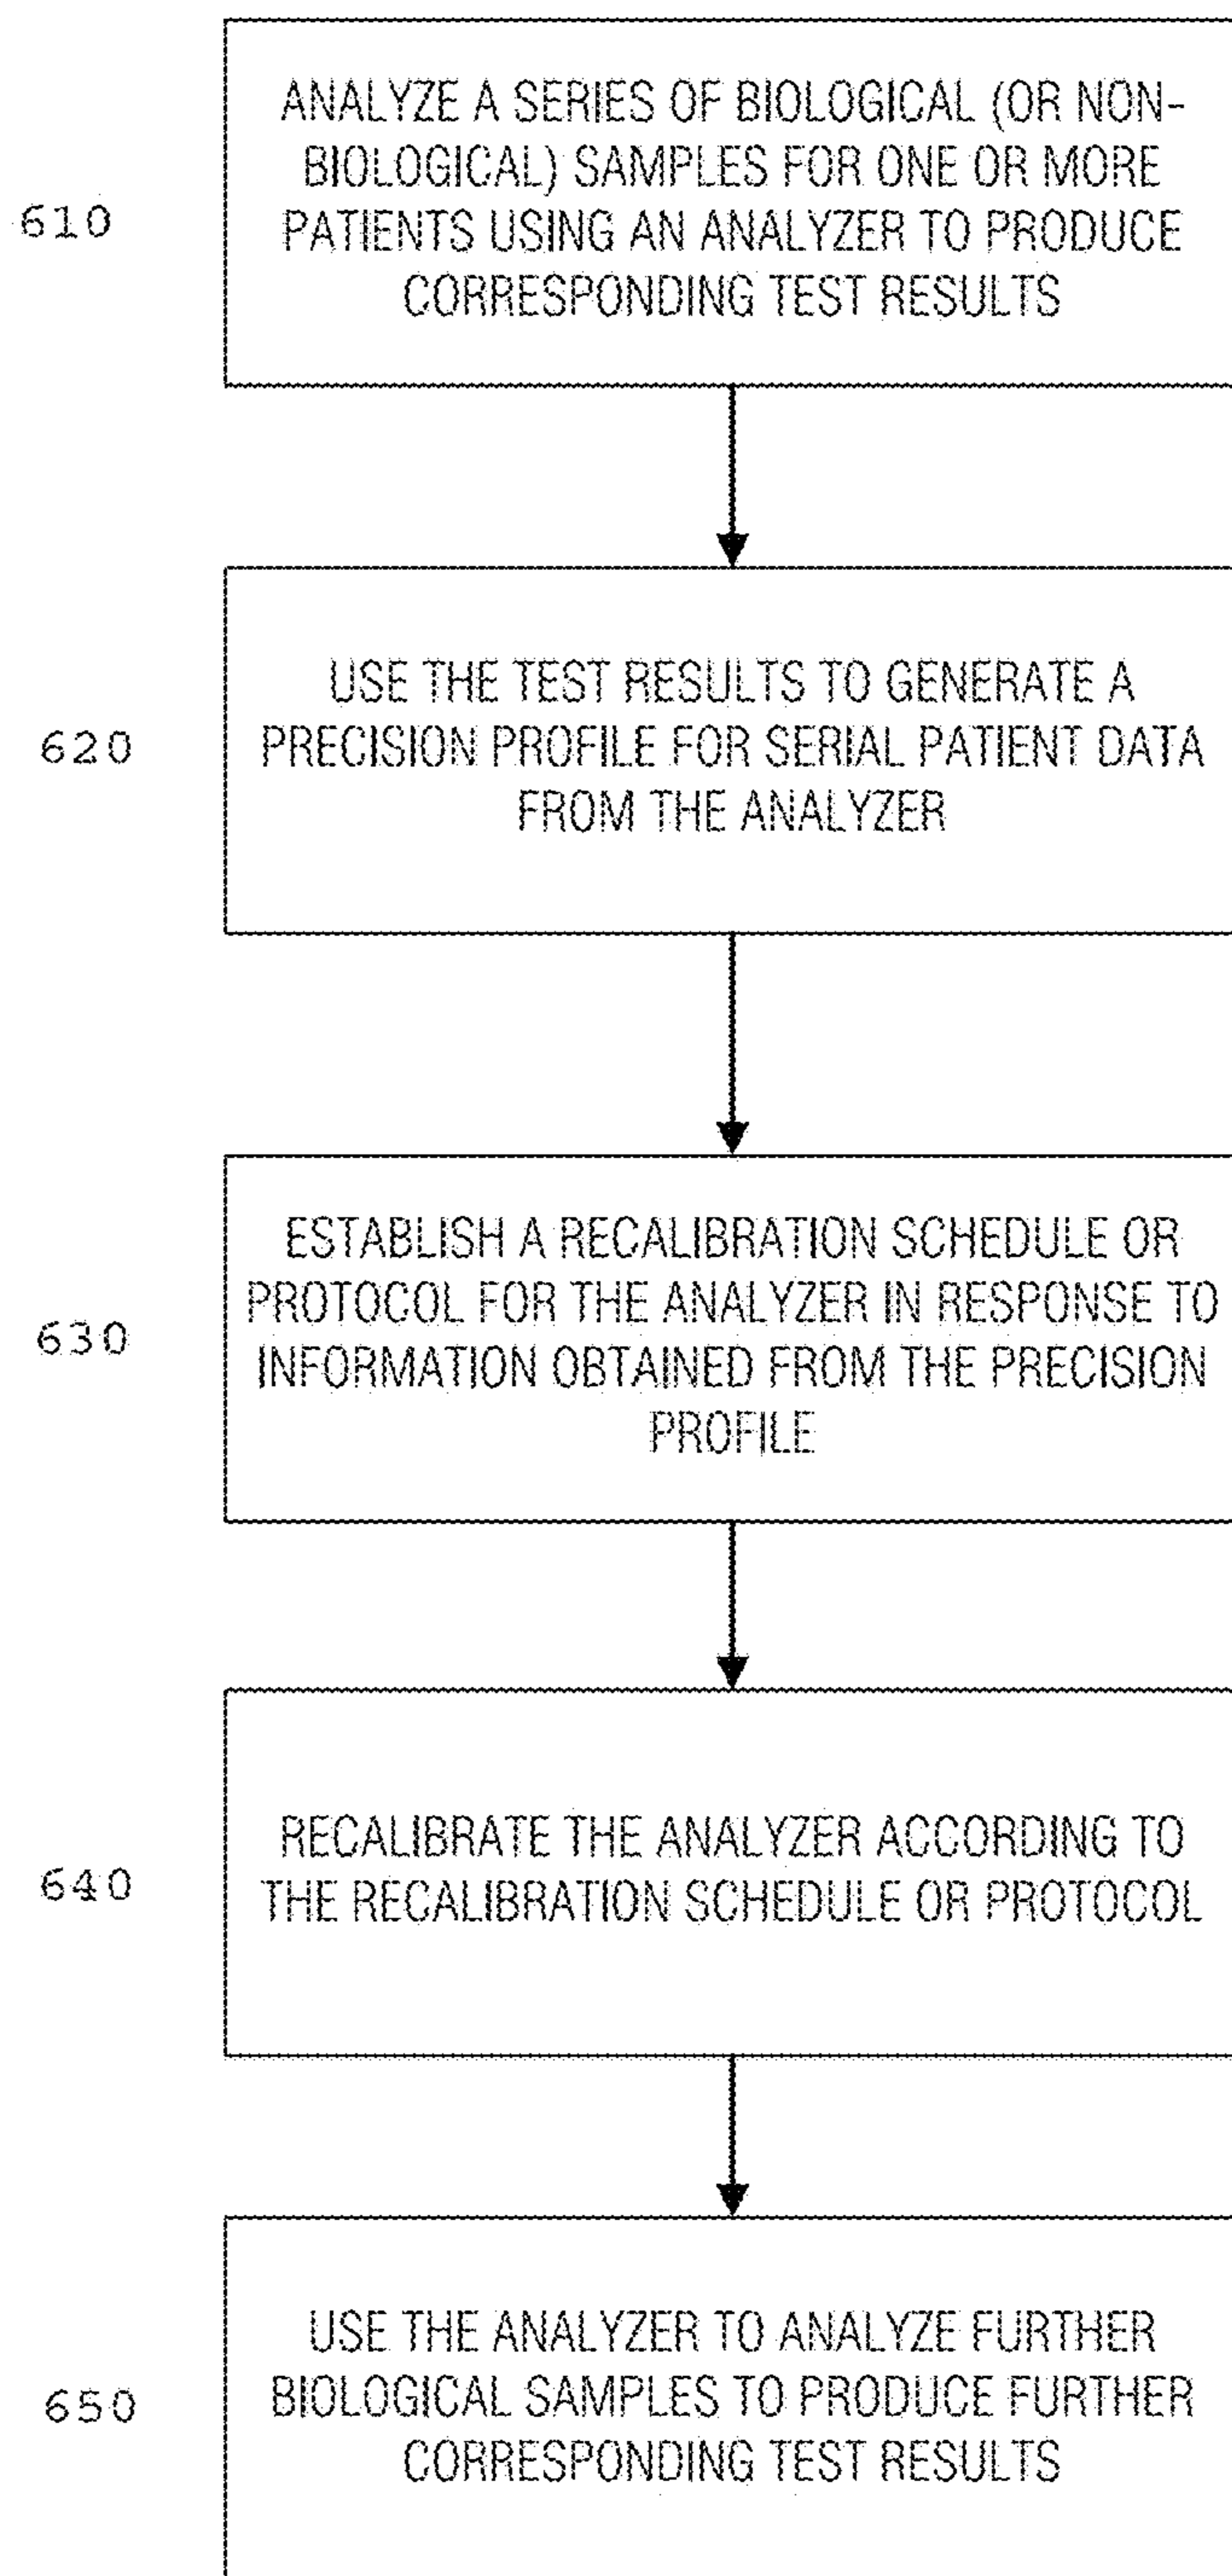 ANALYZE A SERIES OF BIOLOGICAL (OR NON-
BIOLOGICAL) SAMPLES FOR ONE OR MORE
610
PATIENTS USING AN ANALYZER TO PRODUCE
CORRESPONDING TEST RESULTS
USE THE TEST RESULTS TO GENERATE A
620
PRECISION PROFILE FOR SERIAL PATIENT DATA
FROM THE ANALYZER
ESTABLISH A RECALIBRATION SCHEDULE OR
PROTOCOL FOR THE ANALYZER IN RESPONSE TO
630
INFORMATION OBTAINED FROM THE PRECISION
PROFILE
RECALIBRATE THE ANALYZER ACCORDING TO
640
THE RECALIBRATION SCHEDULE OR PROTOCOL
USE THE ANALYZER TO ANALYZE FURTHER
650
BIOLOGICAL SAMPLES TO PRODUCE FURTHER
CORRESPONDING TEST RESULTS